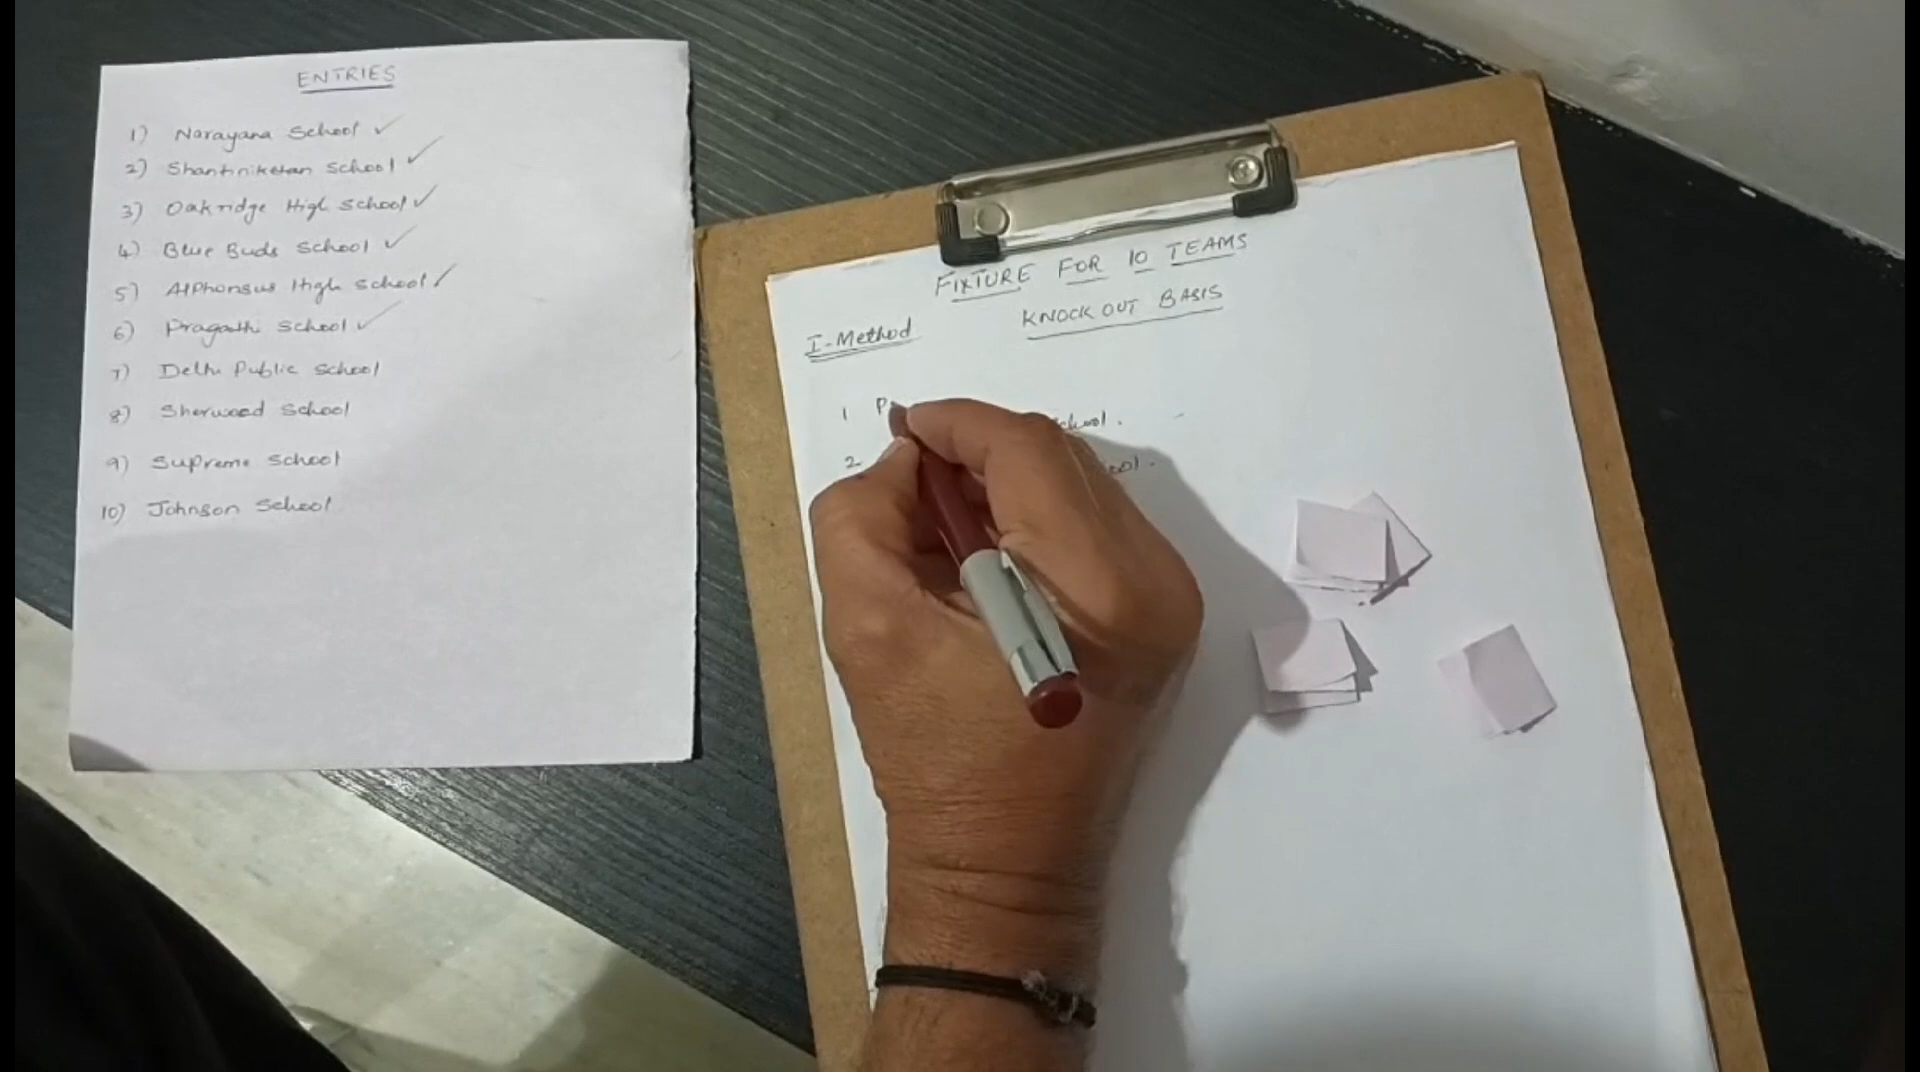 ENTRIES
1) Narayana School ✓
2) Shantiniketan School ✓
3) Oakridge High School ✓
4) Blue Buds School ✓
5) Alphonsus High School ✓
6) Pragathi School ✓
7) Delhi Public School
8) Sherwood School
9) Supreme School
10) Johnson School
FIXTURE FOR 10 TEAMS
KNOCK OUT BASIS
I-Method
1 P School.
2